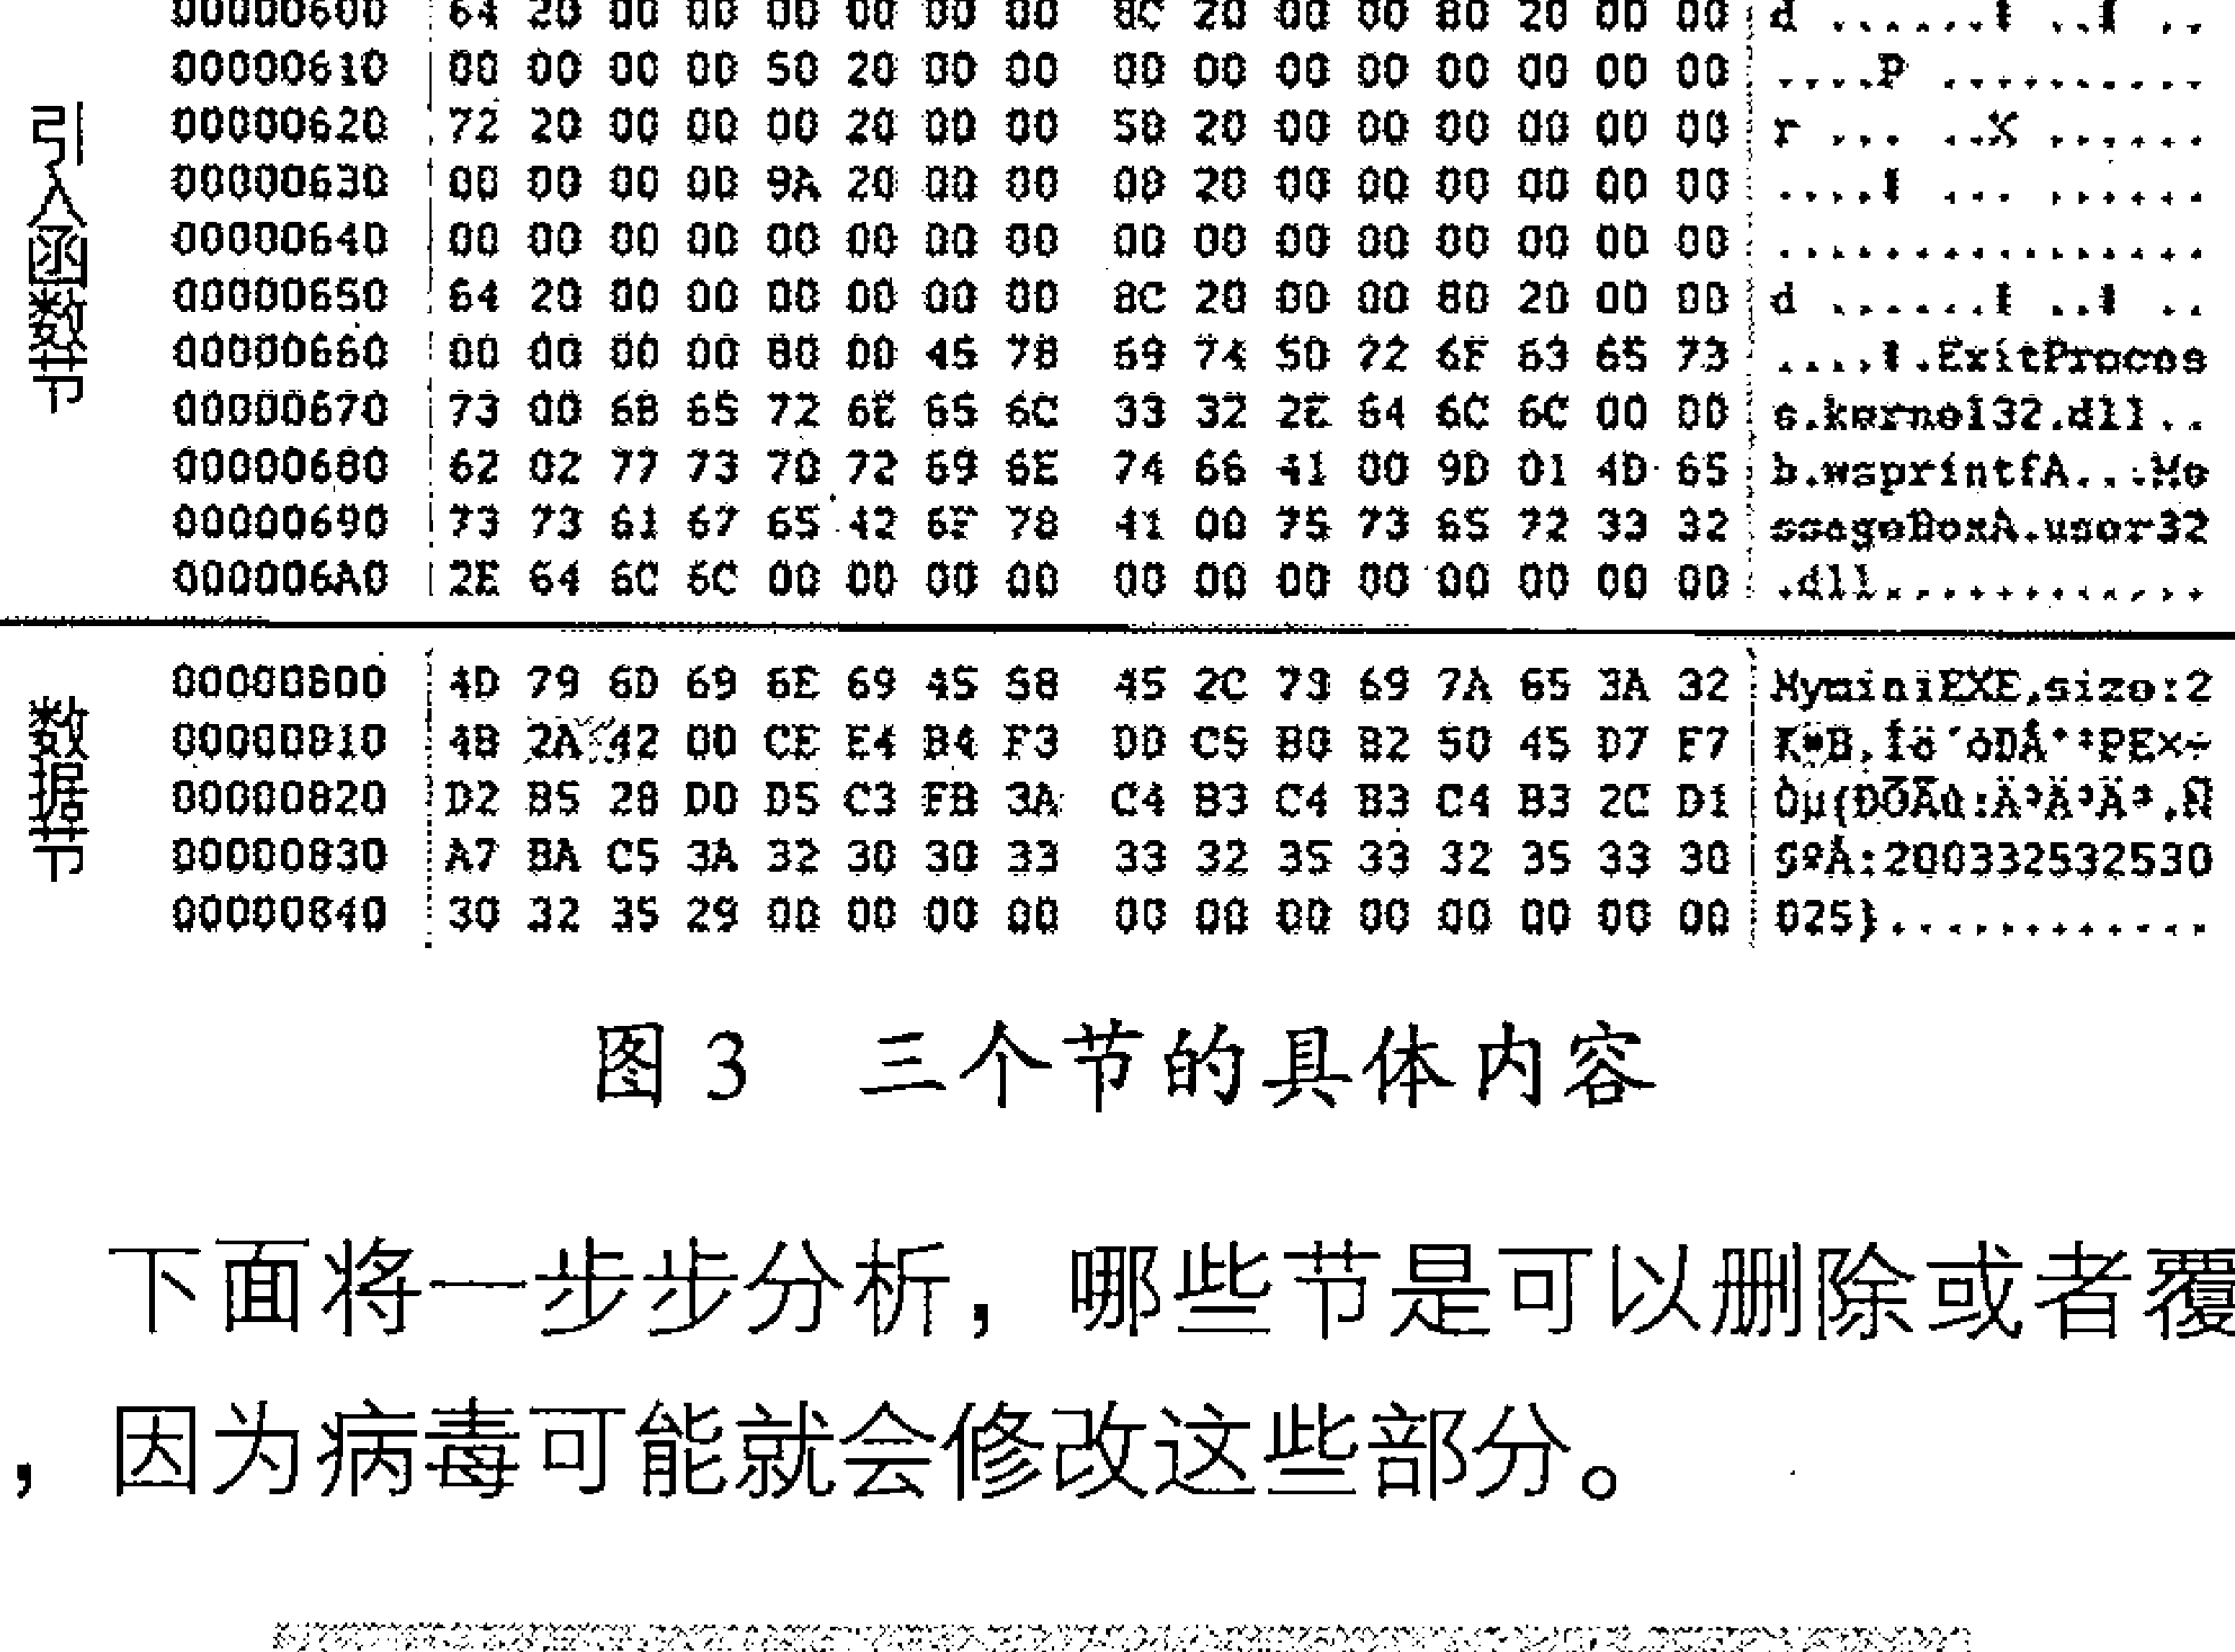 00000600 64 20 00 00 00 00 00 00 8C 20 00 00 80 20 00 00 d ......‡ ..‡ ..
引入函数节
00000610 00 00 00 00 50 20 00 00 00 00 00 00 00 00 00 00 ....P ..........
00000620 72 20 00 00 00 20 00 00 58 20 00 00 00 00 00 00 r ... ..X ......
00000630 00 00 00 00 9A 20 00 00 08 20 00 00 00 00 00 00 ....‡ ... ......
00000640 00 00 00 00 00 00 00 00 00 00 00 00 00 00 00 00 ................
00000650 64 20 00 00 00 00 00 00 8C 20 00 00 80 20 00 00 d ......‡ ..‡ ..
00000660 00 00 00 00 80 00 45 78 69 74 50 72 6F 63 65 73 ....‡.ExitProces
00000670 73 00 6B 65 72 6E 65 6C 33 32 2E 64 6C 6C 00 00 s.kernel32.dll..
00000680 62 02 77 73 70 72 69 6E 74 66 41 00 9D 01 4D 65 b.wsprintfA...Me
00000690 73 73 61 67 65 42 6F 78 41 00 75 73 65 72 33 32 ssageBoxA.user32
000006A0 2E 64 6C 6C 00 00 00 00 00 00 00 00 00 00 00 00 .dll............
数据节
00000800 4D 79 6D 69 6E 69 45 58 45 2C 73 69 7A 65 3A 32 MyminiEXE,size:2
00000810 4B 2A 42 00 CE E4 B4 F3 D0 C5 B0 B2 50 45 D7 F7 K*B.Îä´óÐÅ°²PE×÷
00000820 D2 B5 28 D0 D5 C3 FB 3A C4 B3 C4 B3 C4 B3 2C D1 Òµ(ÐÕÃû:Ä³Ä³Ä³,Ñ
00000830 A7 BA C5 3A 32 30 30 33 33 32 35 33 32 35 33 30 §ºÅ:200332532530
00000840 30 32 35 29 00 00 00 00 00 00 00 00 00 00 00 00 025)............
图 3 三个节的具体内容
下面将一步步分析，哪些节是可以删除或者覆
，因为病毒可能就会修改这些部分。